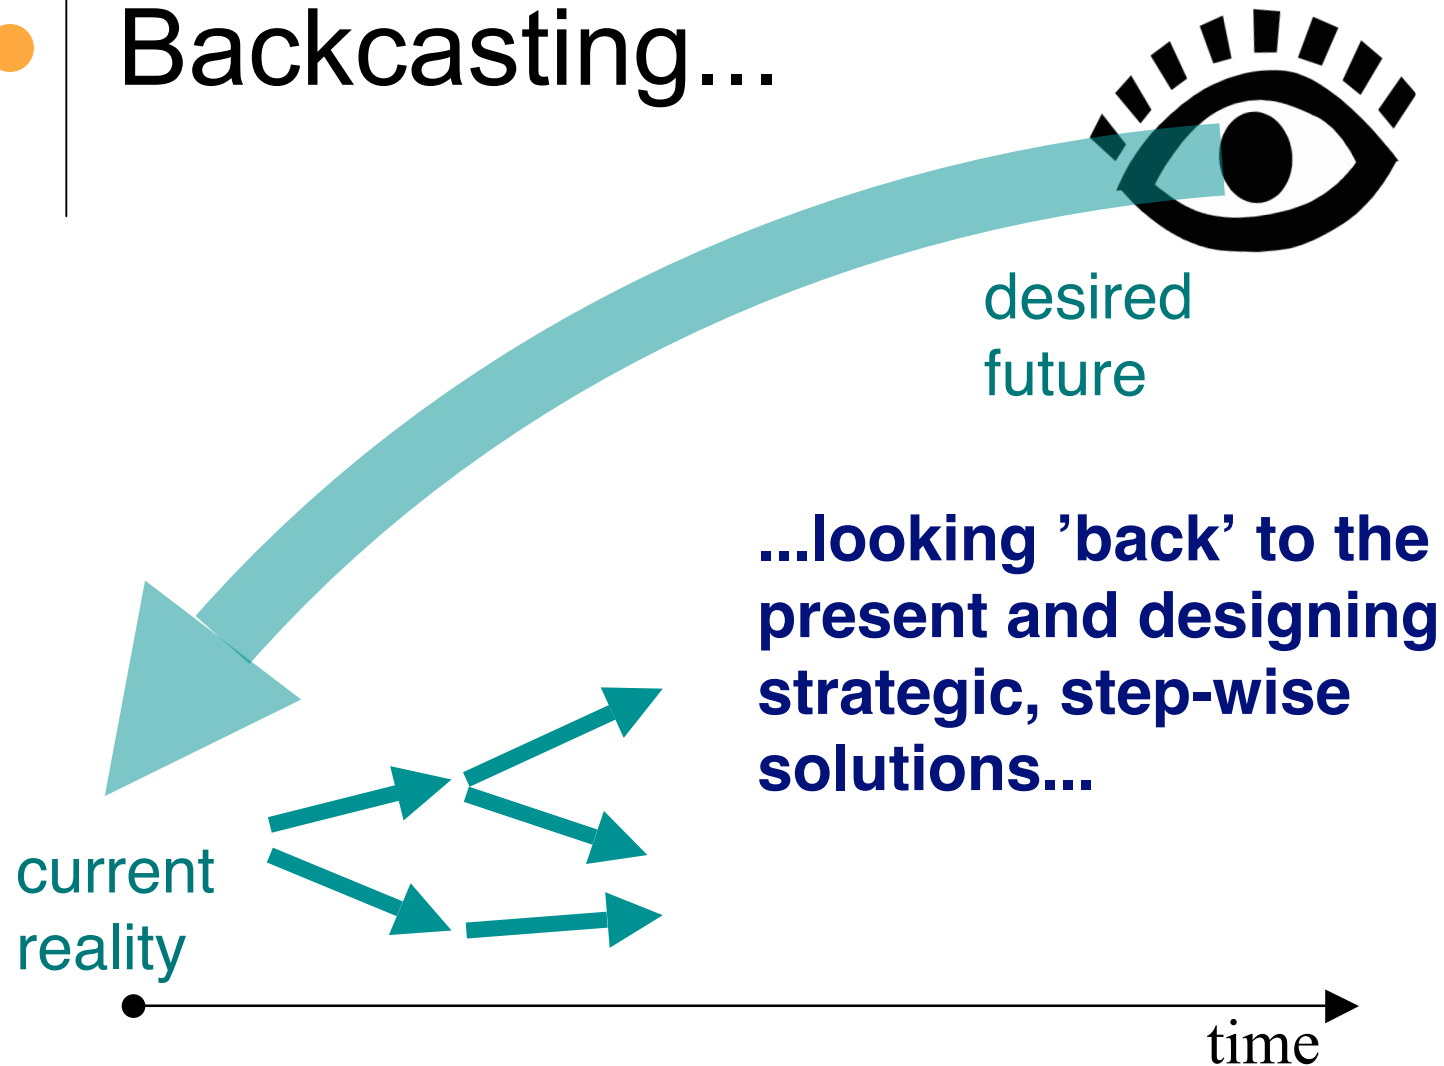 Backcasting...
desired
future
...looking ’back’ to the
present and designing
strategic, step-wise
solutions...
current
reality
time